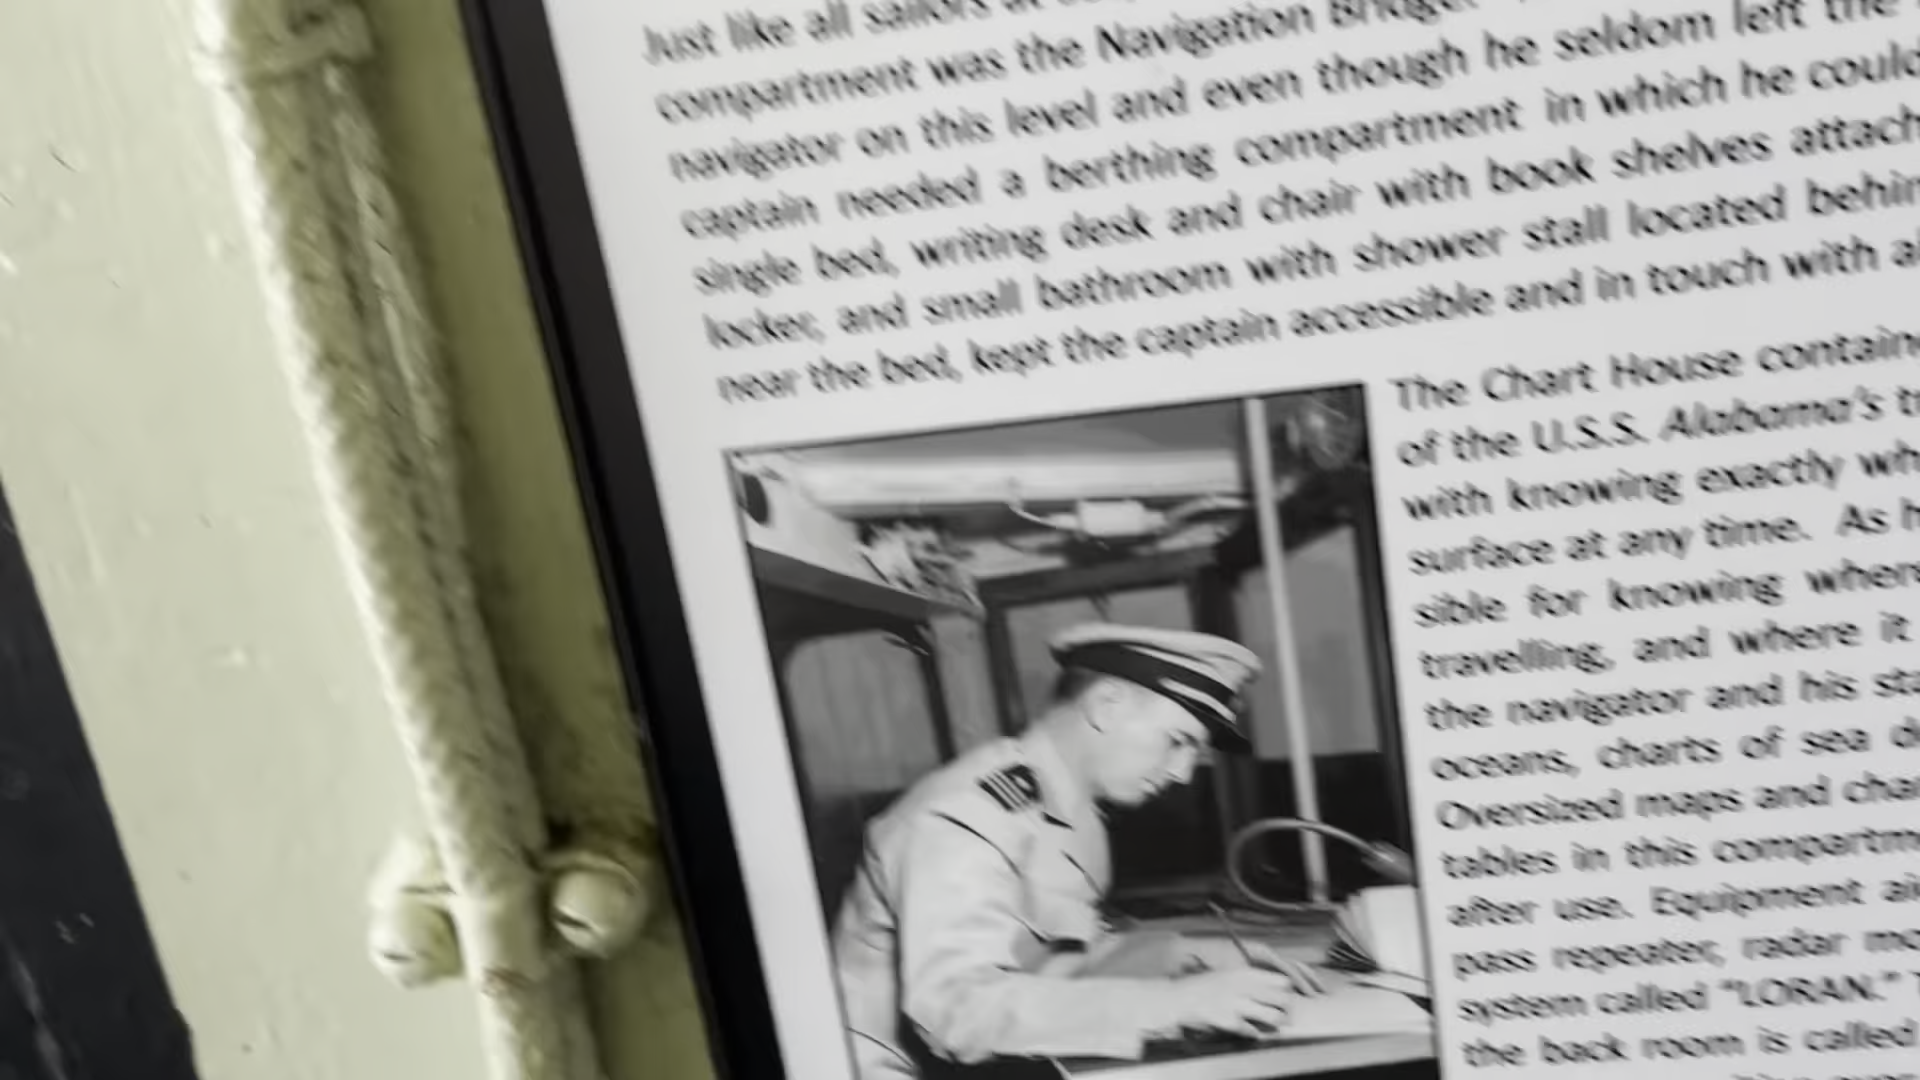 Just like all sailors at
compartment was the Navigation Bridge.
navigator on this level and even though he seldom left the
captain needed a berthing compartment in which he could
single bed, writing desk and chair with book shelves attach
locker, and small bathroom with shower stall located behin
near the bed, kept the captain accessible and in touch with al
The Chart House contain
of the U.S.S. Alabama's
with knowing exactly wh
surface at any time. As h
sible for knowing where
travelling, and where it
the navigator and his sta
oceans, charts of sea d
Oversized maps and char
tables in this compartm
after use. Equipment ai
pass repeater, radar mo
system called "LORAN."
the back room is called